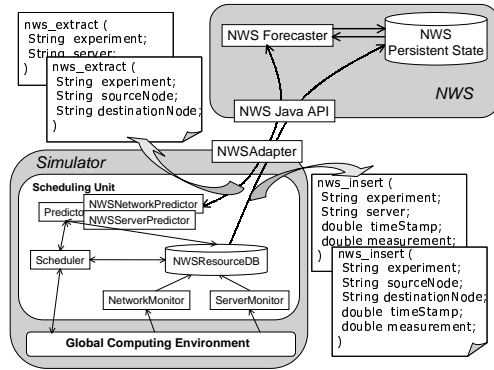 nws_extract (
String experiment;
String server;
)
nws_extract (
String experiment;
String sourceNode;
String destinationNode;
)
NWS Forecaster
NWS
Persistent State
NWS
NWS Java API
NWSAdapter
Simulator
Scheduling Unit
NWSNetworkPredictor
Predicto
NWSServerPredictor
Scheduler
NWSResourceDB
NetworkMonitor
ServerMonitor
Global Computing Environment
nws_insert (
String experiment;
String server;
double timeStamp;
double measurement;
)
nws_insert (
String experiment;
String sourceNode;
String destinationNode;
double timeStamp;
double measurement;
)